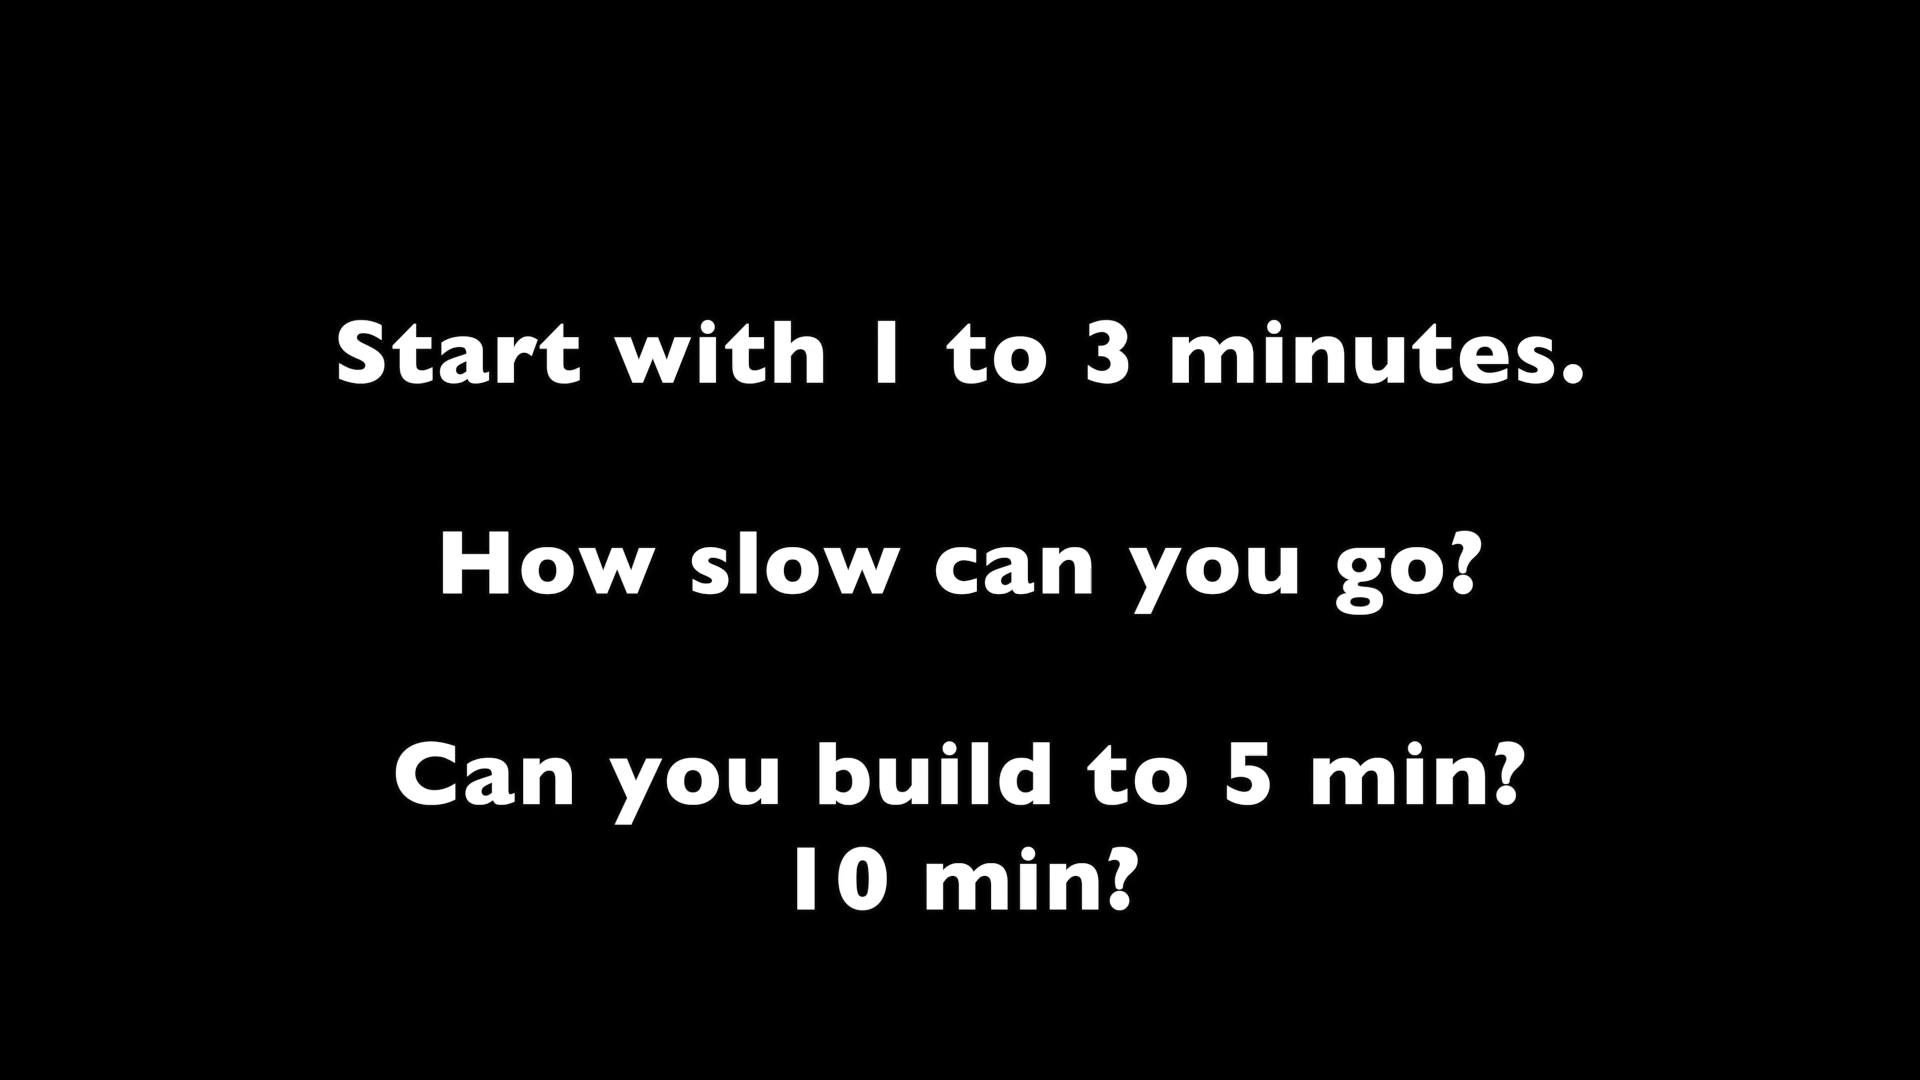 Start with 1 to 3 minutes.
How slow can you go?
Can you build to 5 min?
10 min?